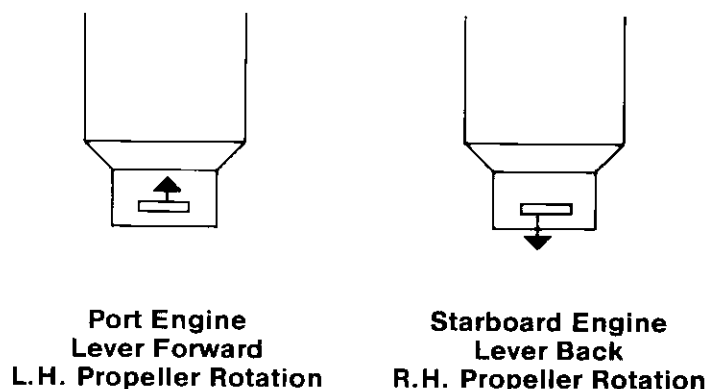 Port Engine
Lever Forward
L.H. Propeller Rotation
Starboard Engine
Lever Back
R.H. Propeller Rotation